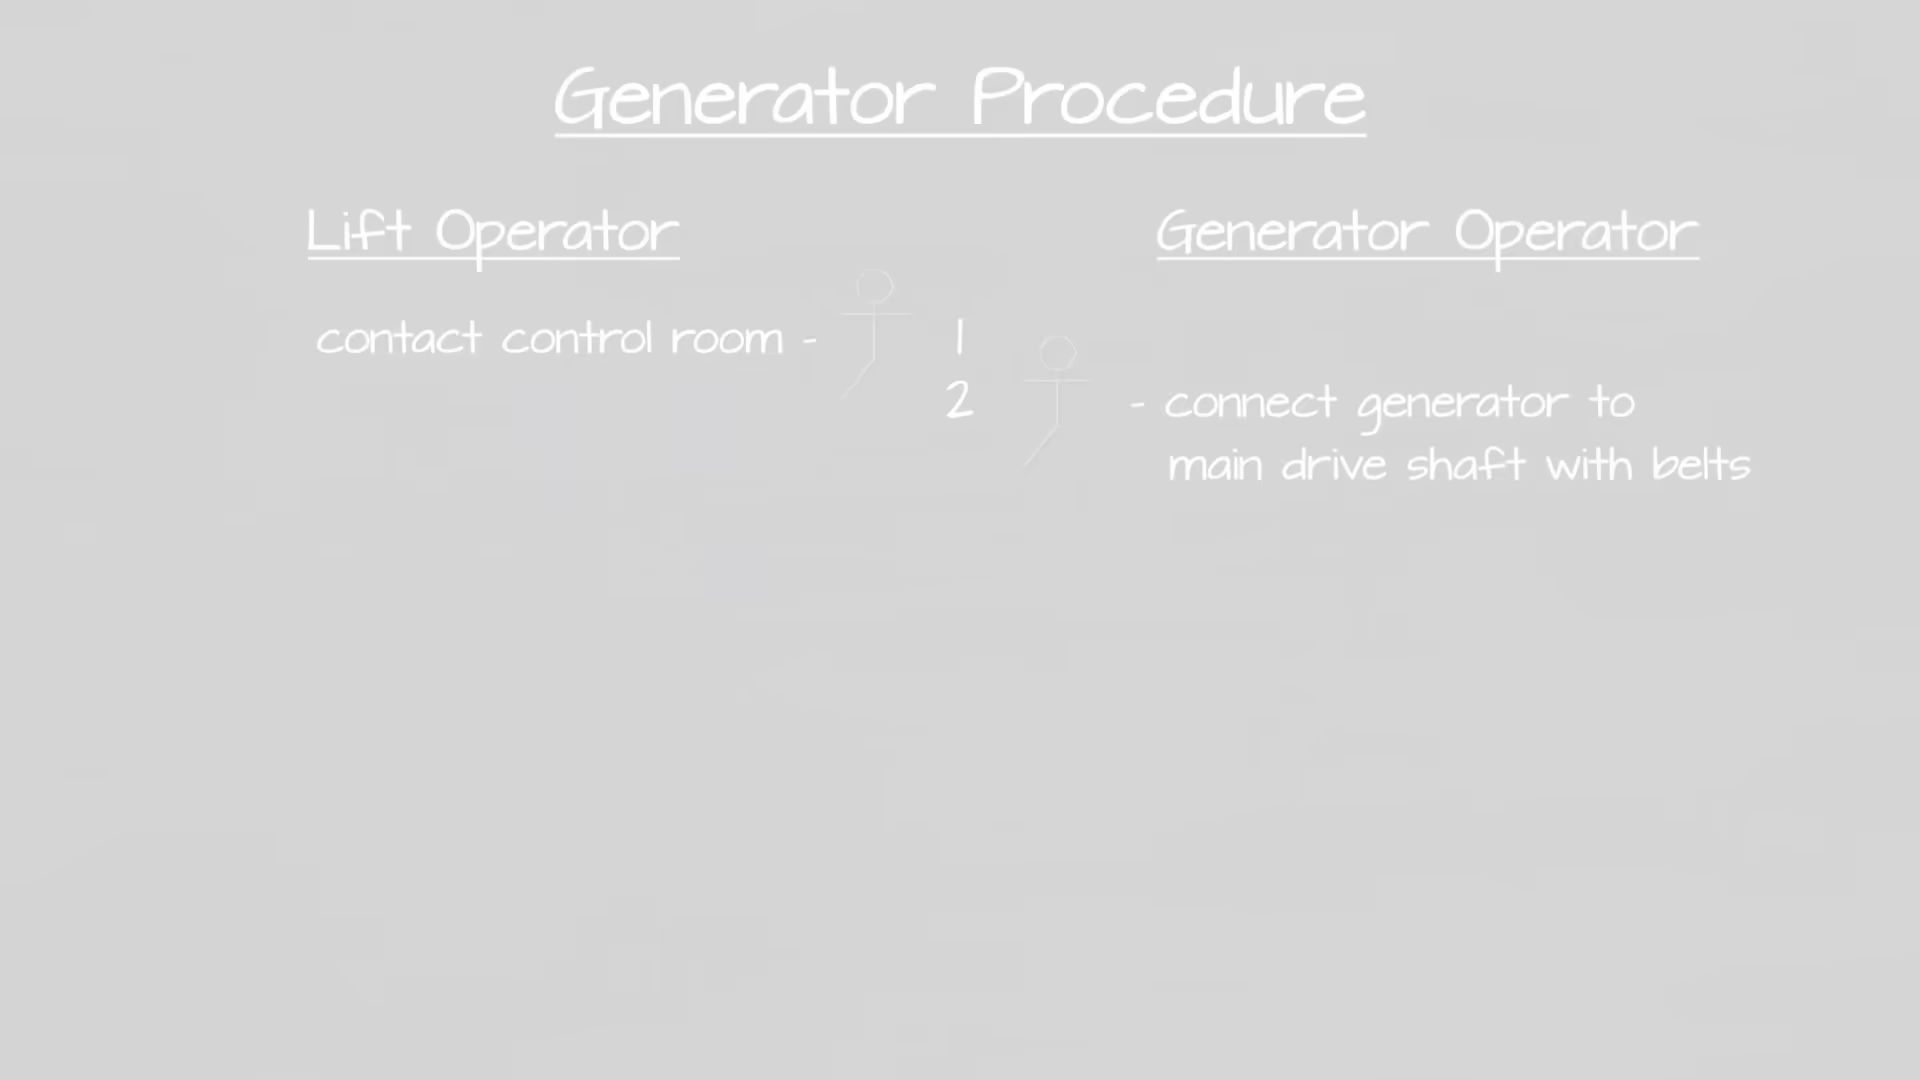 Generator Procedure
Lift Operator
Generator Operator
contact control room -
1
2
- connect generator to
main drive shaft with belts